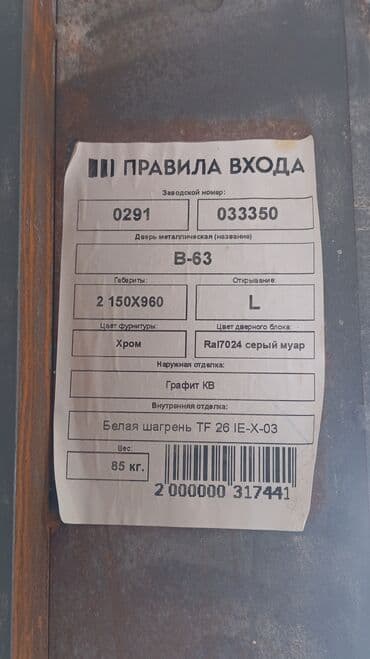 ПРАВИЛА ВХОДА
Заводской номер:
0291 033350
Дверь металлическая (название)
В-63
Габариты: Открывание:
2 150X960 L
Цвет фурнитуры: Цвет дверного блока:
Хром Ral7024 серый муар
Наружная отделка:
Графит КВ
Внутренняя отделка:
Белая шагрень TF 26 IE-X-03
Вес:
85 кг.
2 000000 317441